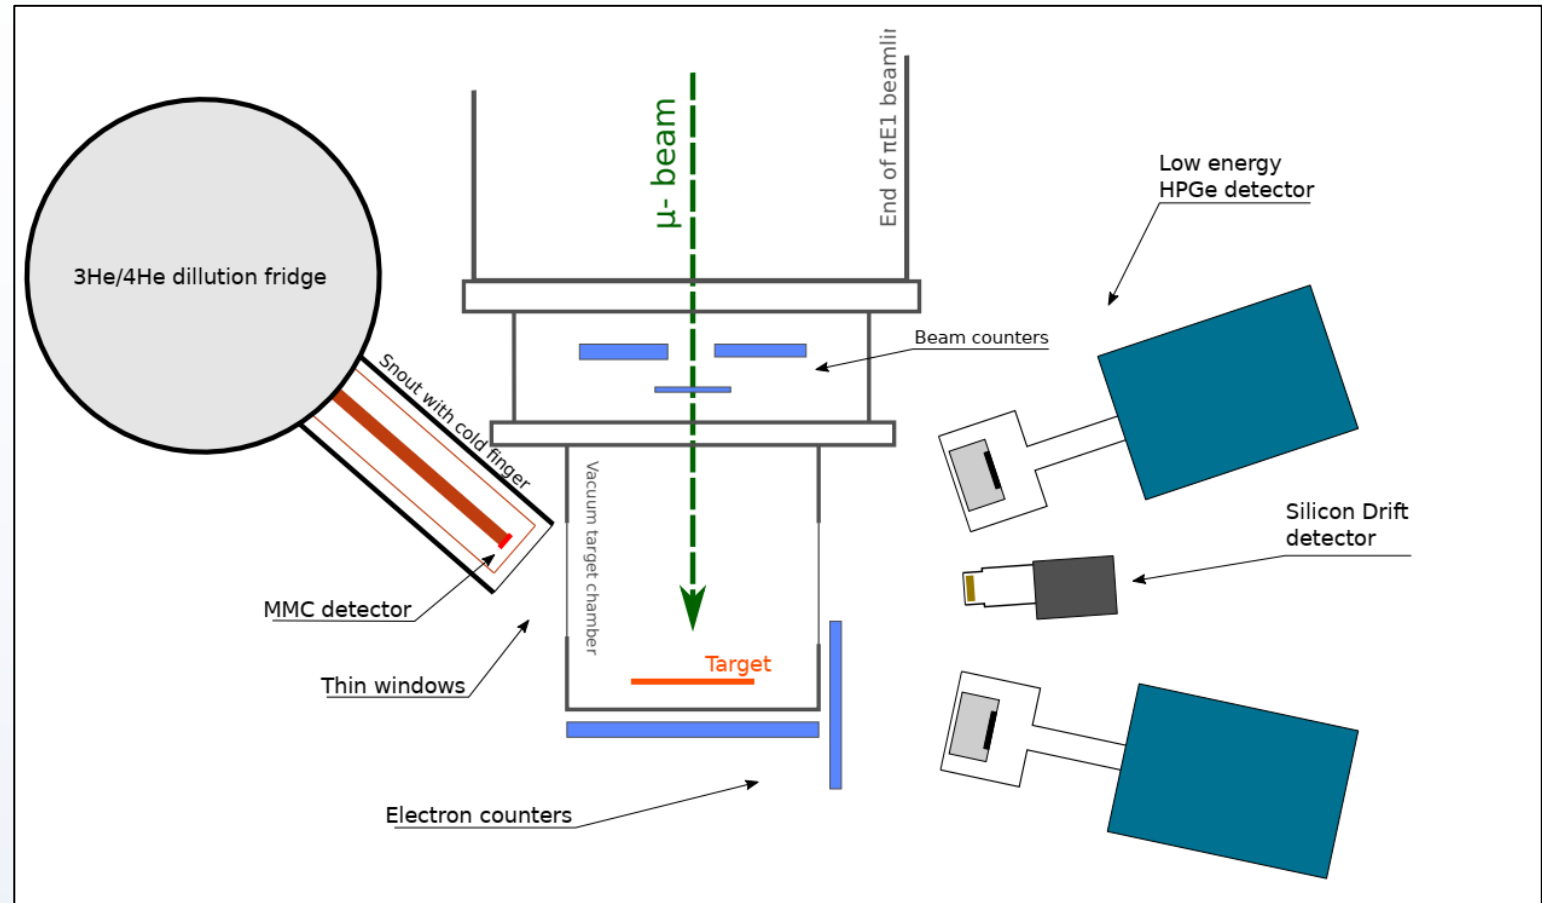 μ- beam
End of πE1 beamlin
Low energy
HPGe detector
3He/4He dillution fridge
Beam counters
Snout with cold finger
Vacuum target chamber
Silicon Drift
detector
MMC detector
Target
Thin windows
Electron counters